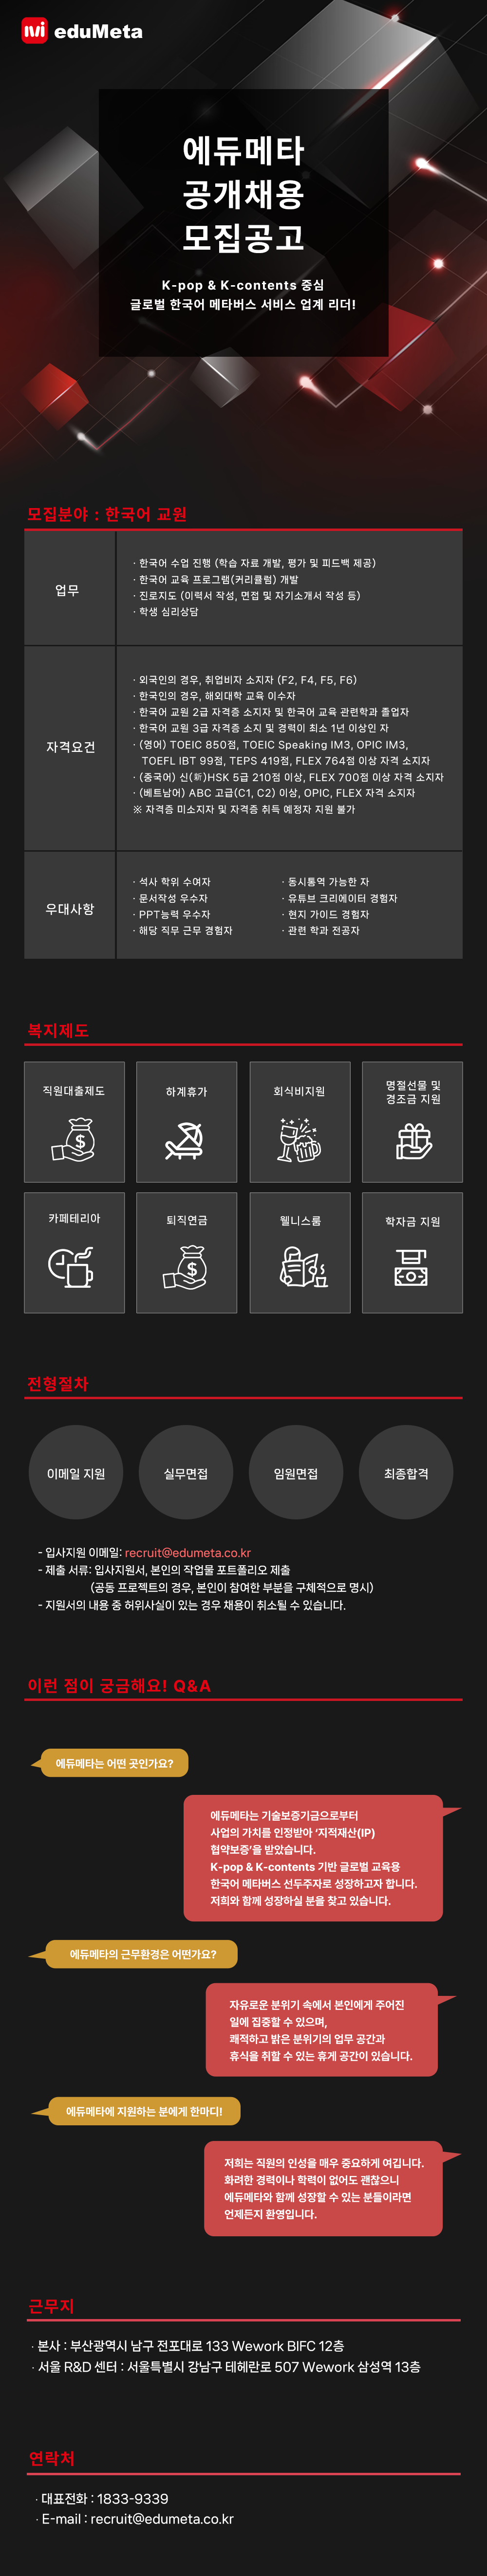 eduMeta
에듀메타
공개채용
모집공고
K-pop & K-contents 중심
글로벌 한국어 메타버스 서비스 업계 리더!
모집분야 : 한국어 교원
업무
· 한국어 수업 진행 (학습 자료 개발, 평가 및 피드백 제공)
· 한국어 교육 프로그램(커리큘럼) 개발
· 진로지도 (이력서 작성, 면접 및 자기소개서 작성 등)
· 학생 심리상담
자격요건
· 외국인의 경우, 취업비자 소지자 (F2, F4, F5, F6)
· 한국인의 경우, 해외대학 교육 이수자
· 한국어 교원 2급 자격증 소지자 및 한국어 교육 관련학과 졸업자
· 한국어 교원 3급 자격증 소지 및 경력이 최소 1년 이상인 자
· (영어) TOEIC 850점, TOEIC Speaking IM3, OPIC IM3,
TOEFL IBT 99점, TEPS 419점, FLEX 764점 이상 자격 소지자
· (중국어) 신(新)HSK 5급 210점 이상, FLEX 700점 이상 자격 소지자
· (베트남어) ABC 고급(C1, C2) 이상, OPIC, FLEX 자격 소지자
※ 자격증 미소지자 및 자격증 취득 예정자 지원 불가
우대사항
· 석사 학위 수여자
· 문서작성 우수자
· PPT능력 우수자
· 해당 직무 근무 경험자
· 동시통역 가능한 자
· 유튜브 크리에이터 경험자
· 현지 가이드 경험자
· 관련 학과 전공자
복지제도
직원대출제도
하계휴가
회식비지원
명절선물 및
경조금 지원
카페테리아
퇴직연금
웰니스룸
학자금 지원
전형절차
이메일 지원
실무면접
임원면접
최종합격
- 입사지원 이메일: recruit@edumeta.co.kr
- 제출 서류: 입사지원서, 본인의 작업물 포트폴리오 제출
(공동 프로젝트의 경우, 본인이 참여한 부분을 구체적으로 명시)
- 지원서의 내용 중 허위사실이 있는 경우 채용이 취소될 수 있습니다.
이런 점이 궁금해요! Q&A
에듀메타는 어떤 곳인가요?
에듀메타는 기술보증기금으로부터
사업의 가치를 인정받아 ‘지적재산(IP)
협약보증’을 받았습니다.
K-pop & K-contents 기반 글로벌 교육용
한국어 메타버스 선두주자로 성장하고자 합니다.
저희와 함께 성장하실 분을 찾고 있습니다.
에듀메타의 근무환경은 어떤가요?
자유로운 분위기 속에서 본인에게 주어진
일에 집중할 수 있으며,
쾌적하고 밝은 분위기의 업무 공간과
휴식을 취할 수 있는 휴게 공간이 있습니다.
에듀메타에 지원하는 분에게 한마디!
저희는 직원의 인성을 매우 중요하게 여깁니다.
화려한 경력이나 학력이 없어도 괜찮으니
에듀메타와 함께 성장할 수 있는 분들이라면
언제든지 환영입니다.
근무지
· 본사 : 부산광역시 남구 전포대로 133 Wework BIFC 12층
· 서울 R&D 센터 : 서울특별시 강남구 테헤란로 507 Wework 삼성역 13층
연락처
· 대표전화 : 1833-9339
· E-mail : recruit@edumeta.co.kr